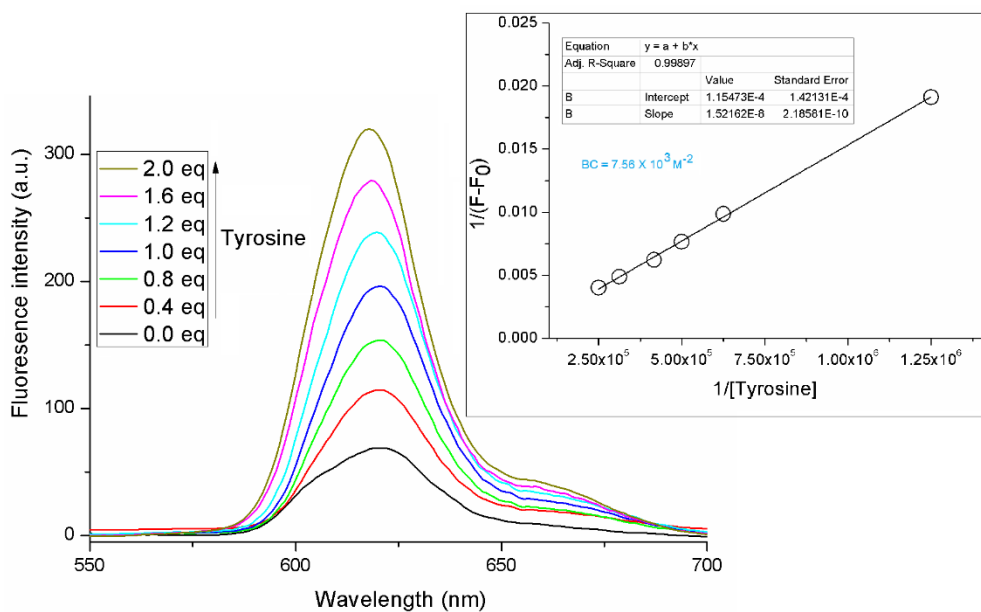 Fluoresence intensity (a.u.)
300
200
100
0
550
600
650
700
Wavelength (nm)
2.0 eq
1.6 eq
1.2 eq
1.0 eq
0.8 eq
0.4 eq
0.0 eq
Tyrosine
1/(F-F0)
0.025
0.020
0.015
0.010
0.005
0.000
Equation y = a + b*x
Adj. R-Square 0.99897
Value Standard Error
B Intercept 1.15473E-4 1.42131E-4
B Slope 1.52162E-8 2.18581E-10
BC = 7.56 X 10³ M⁻²
2.50x10⁵ 5.00x10⁵ 7.50x10⁵ 1.00x10⁶ 1.25x10⁶
1/[Tyrosine]